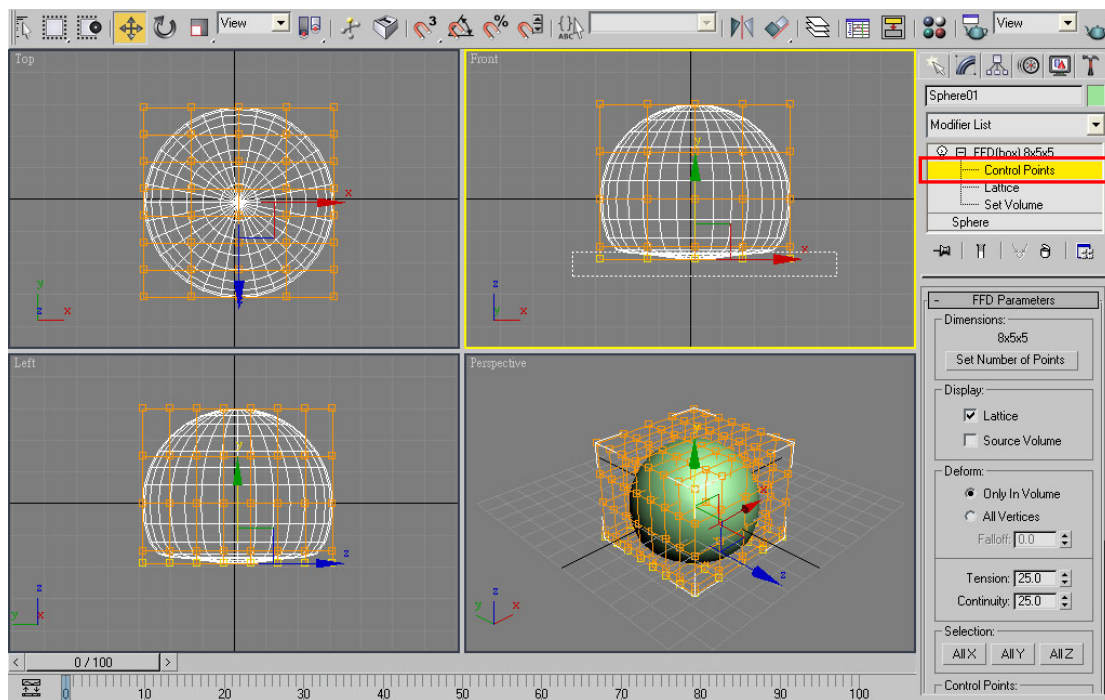 View
View
ABC
Top
Front
Left
Perspective
Sphere01
Modifier List
FFD(box) 8x5x5
Control Points
Lattice
Set Volume
Sphere
FFD Parameters
Dimensions:
8x5x5
Set Number of Points
Display:
Lattice
Source Volume
Deform:
Only In Volume
All Vertices
Falloff: 0.0
Tension: 25.0
Continuity: 25.0
Selection:
All X All Y All Z
Control Points:
0 / 100
0 10 20 30 40 50 60 70 80 90 100